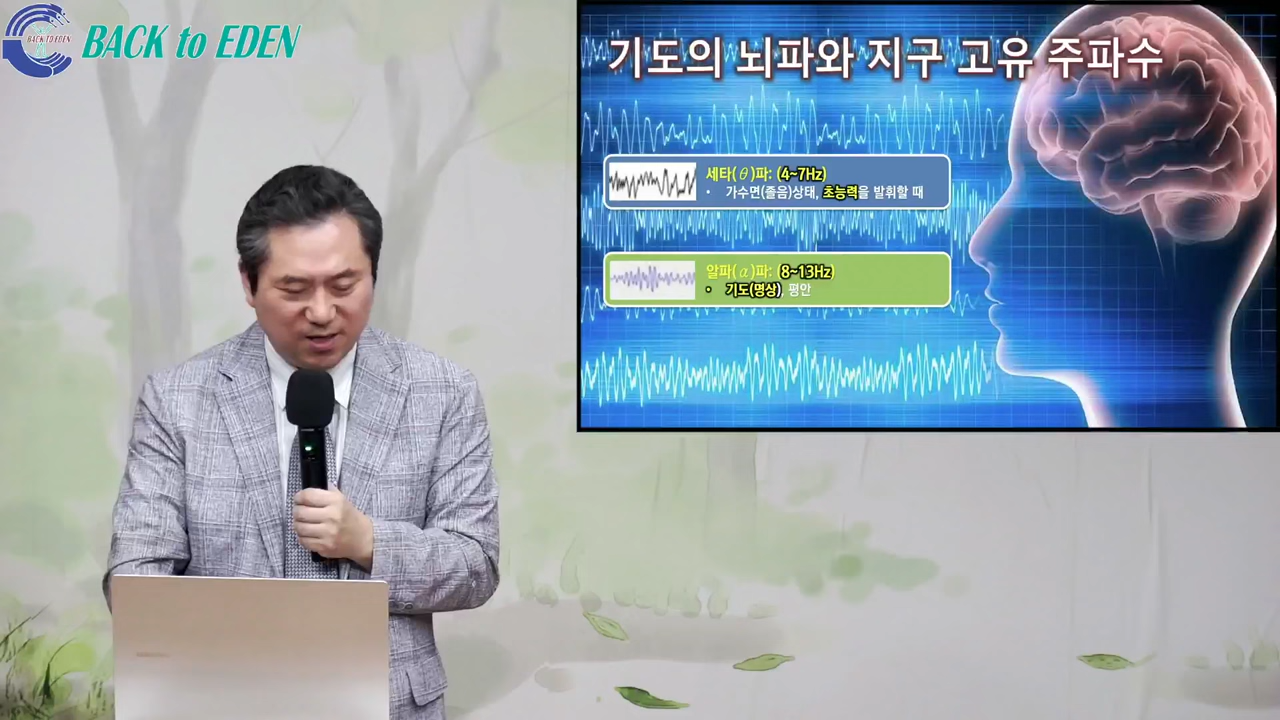 BACK TO EDEN
BACK to EDEN
기도의 뇌파와 지구 고유 주파수
세타(θ)파: (4~7Hz)
• 가수면(졸음)상태, 초능력을 발휘할 때
알파(α)파: (8~13Hz)
• 기도(명상) 평안